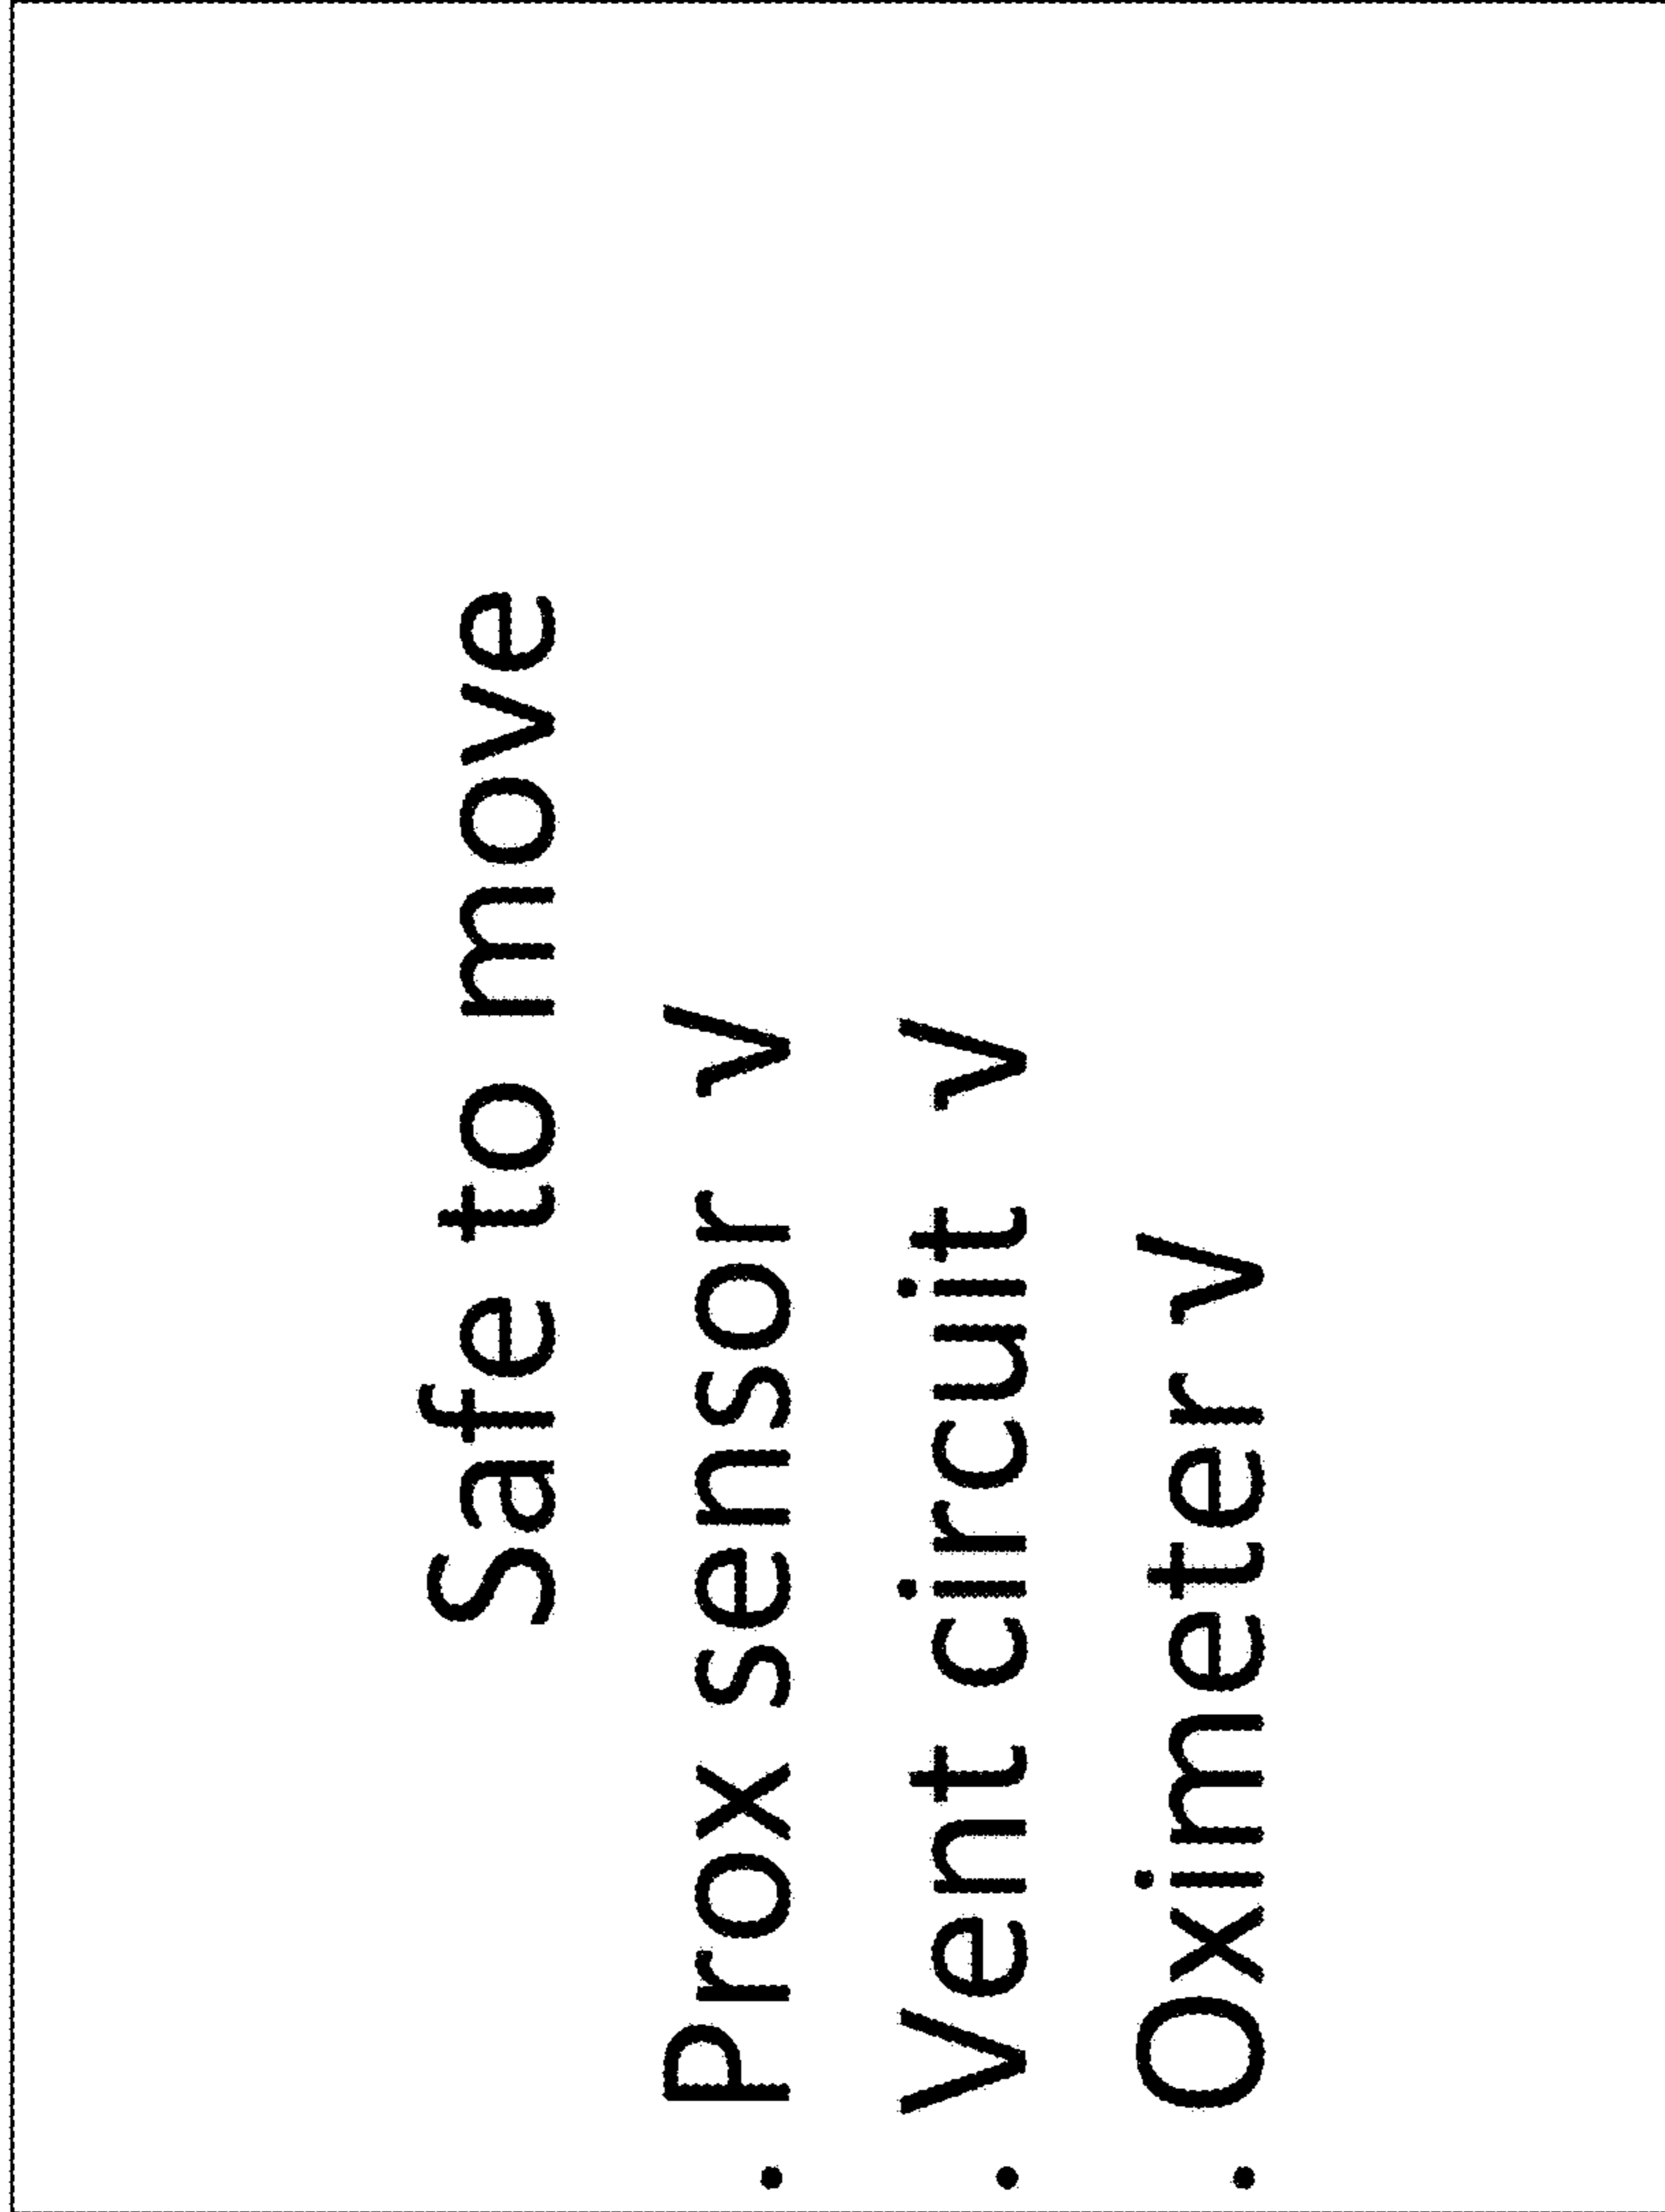 Safe to move
. Prox sensor √
. Vent circuit √
. Oximeter √